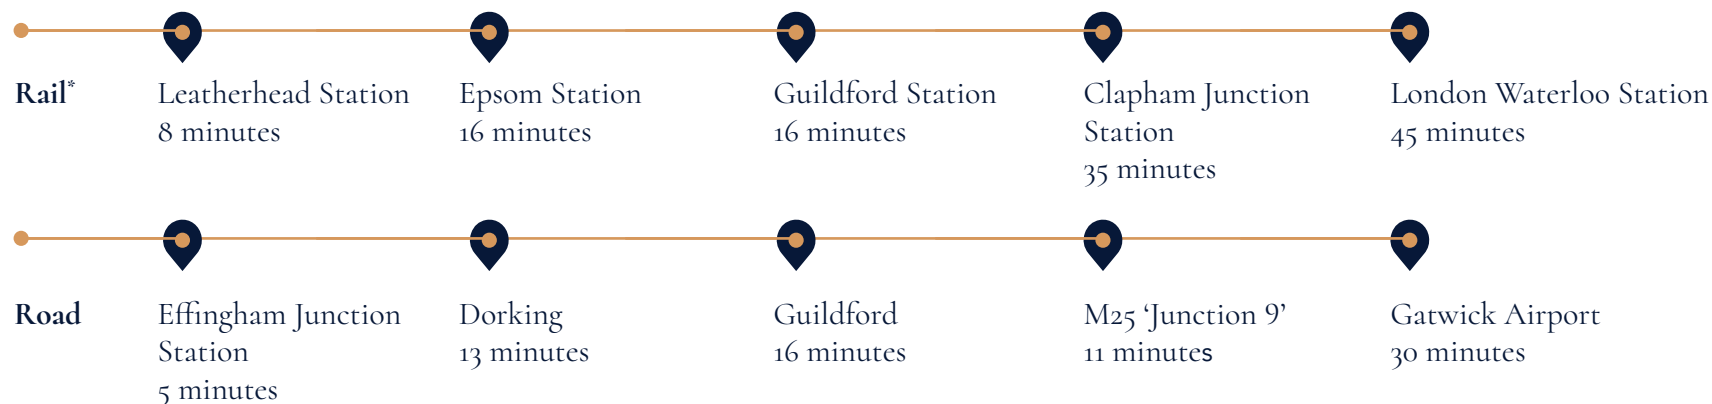 Rail*
Leatherhead Station
8 minutes
Epsom Station
16 minutes
Guildford Station
16 minutes
Clapham Junction
Station
35 minutes
London Waterloo Station
45 minutes
Road
Effingham Junction
Station
5 minutes
Dorking
13 minutes
Guildford
16 minutes
M25 ‘Junction 9’
11 minutes
Gatwick Airport
30 minutes